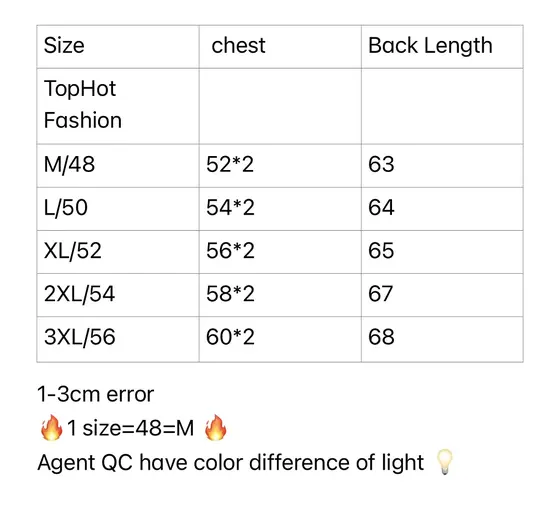 Size chest Back Length
TopHot
Fashion
M/48 52*2 63
L/50 54*2 64
XL/52 56*2 65
2XL/54 58*2 67
3XL/56 60*2 68
1-3cm error
🔥1 size=48=M 🔥
Agent QC have color difference of light 💡